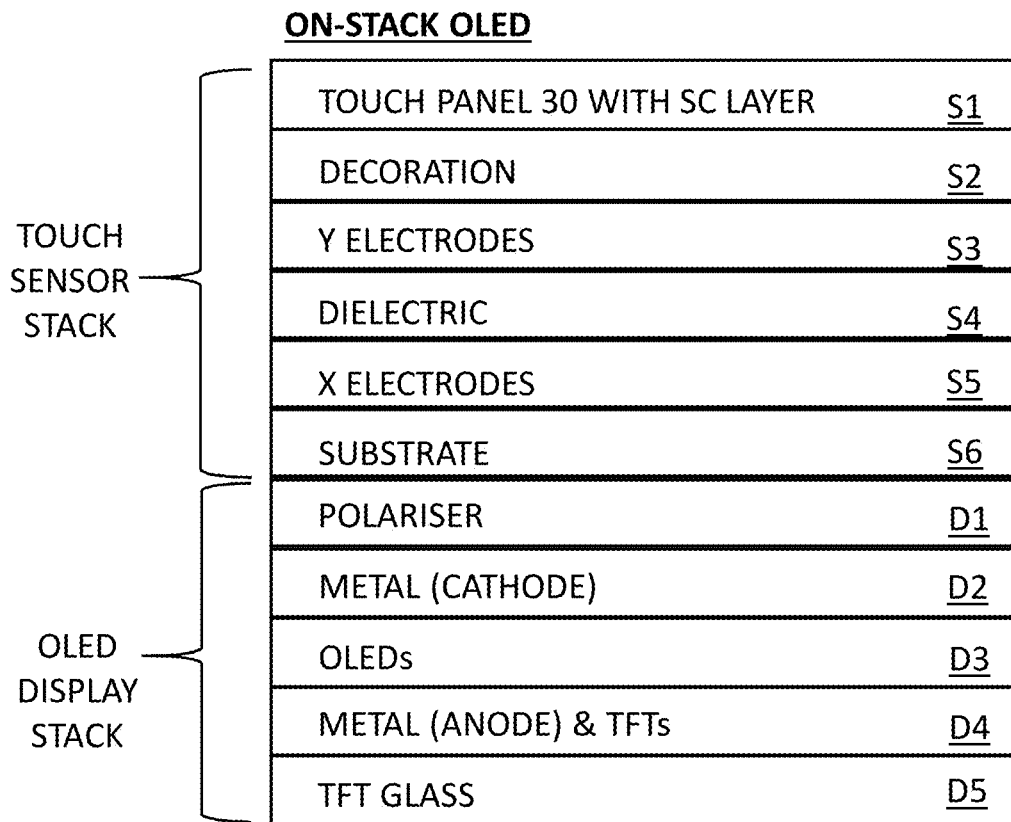 ON-STACK OLED
TOUCH PANEL 30 WITH SC LAYER S1
DECORATION S2
Y ELECTRODES S3
DIELECTRIC S4
X ELECTRODES S5
SUBSTRATE S6
TOUCH
SENSOR
STACK
POLARISER D1
METAL (CATHODE) D2
OLEDs D3
METAL (ANODE) & TFTs D4
TFT GLASS D5
OLED
DISPLAY
STACK